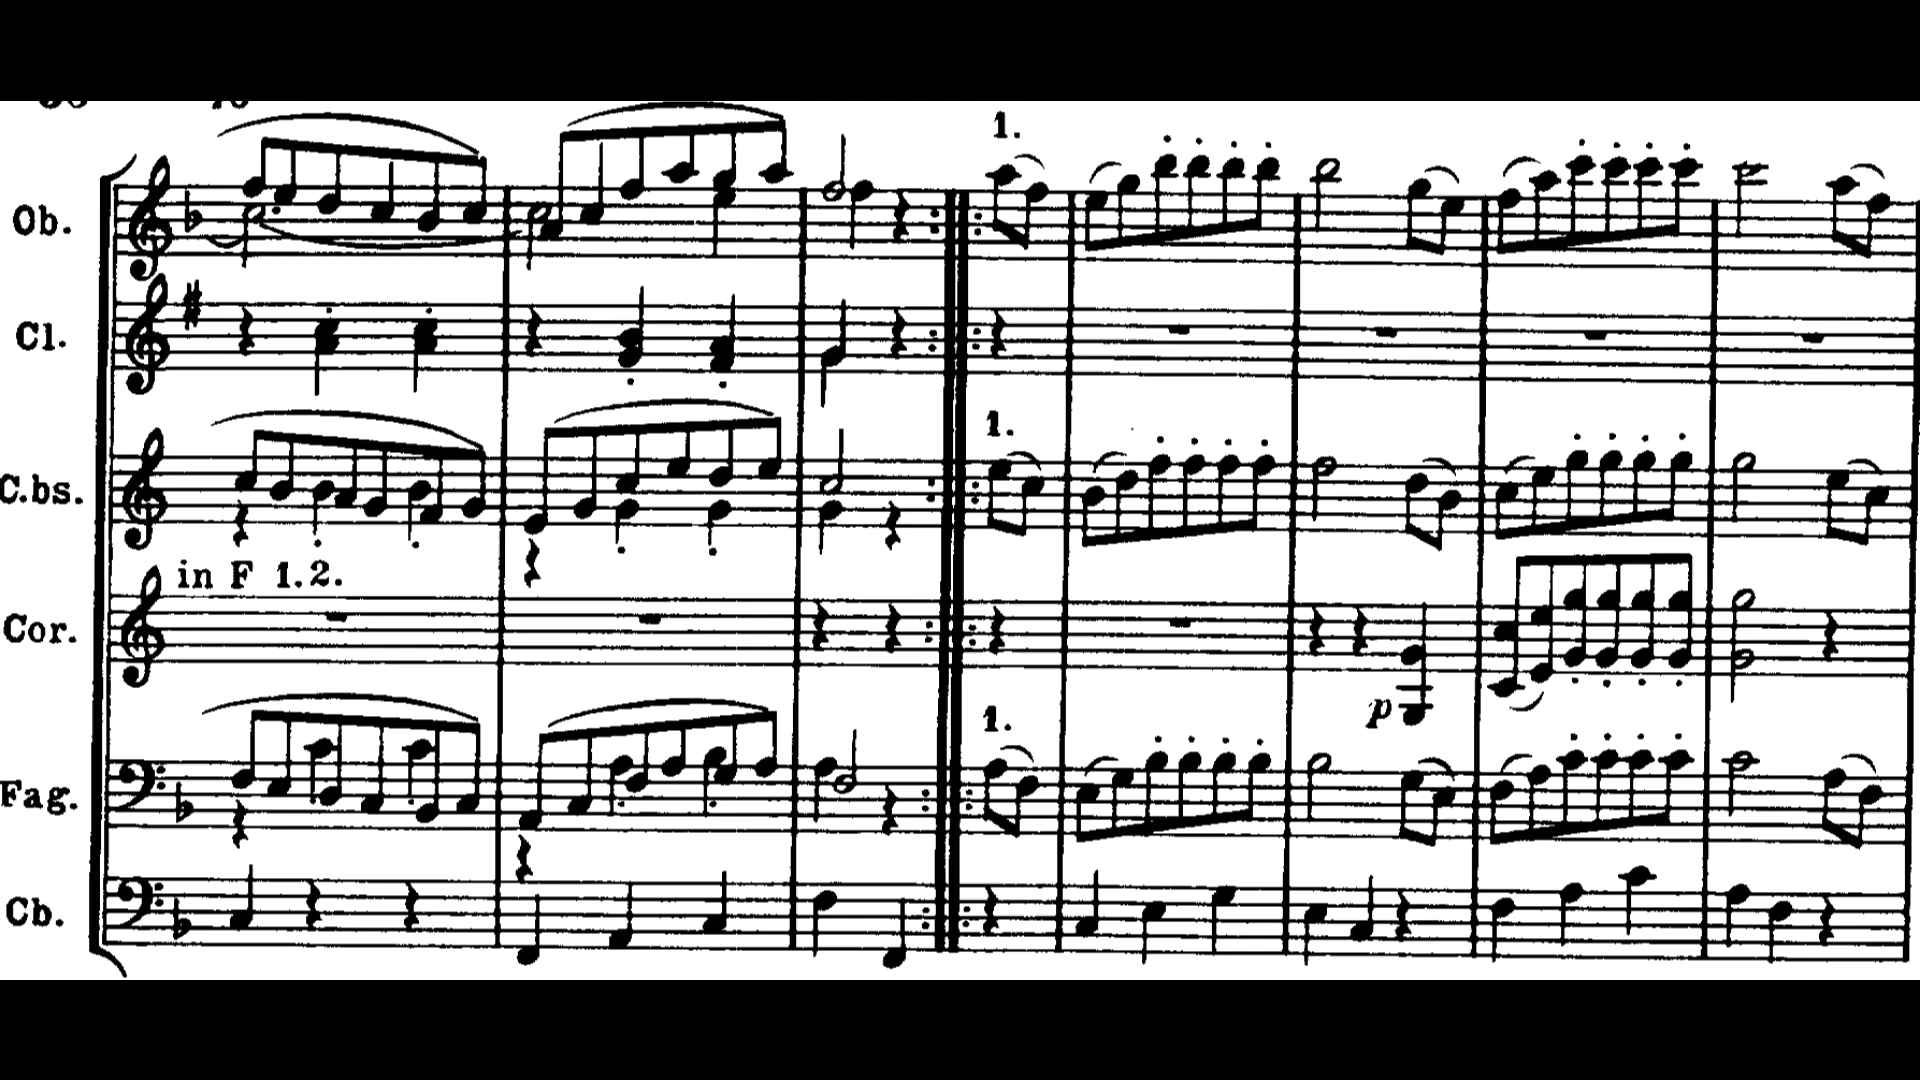 Ob.
1.
Cl.
C.bs.
1.
in F 1. 2.
Cor.
p
Fag.
1.
Cb.